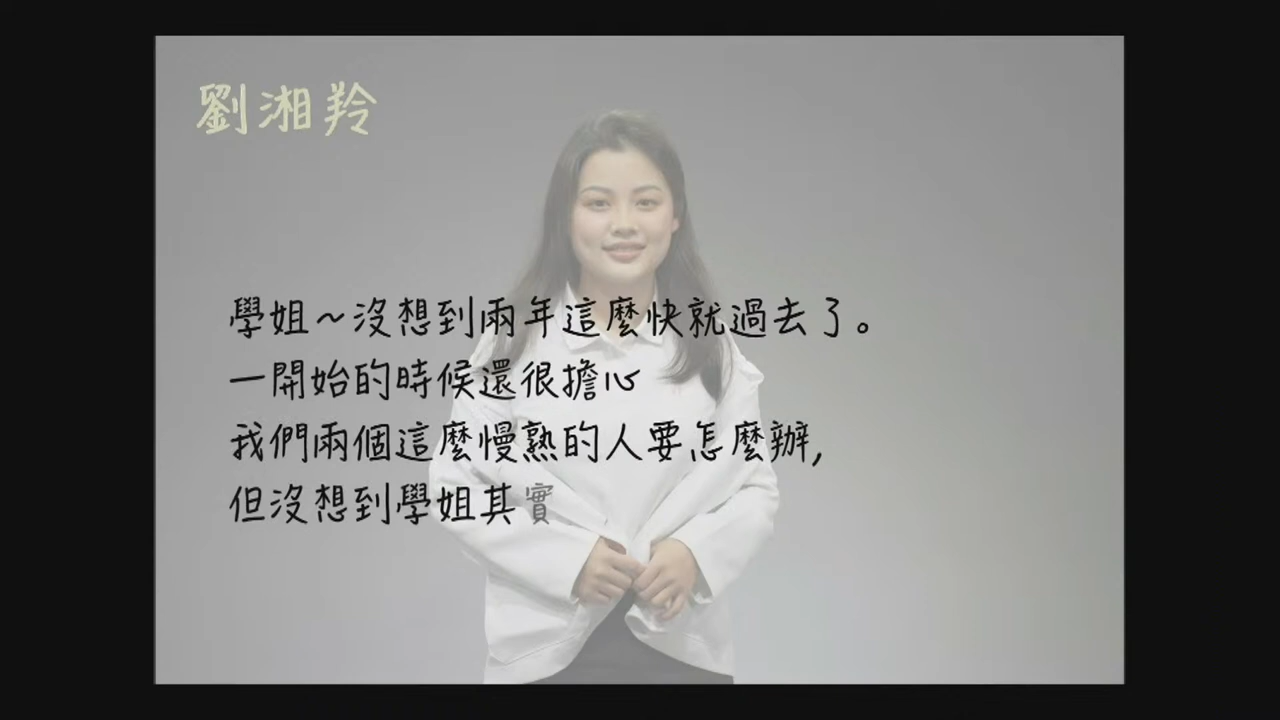 劉湘羚
學姐～沒想到兩年這麼快就過去了。
一開始的時候還很擔心
我們兩個這麼慢熟的人要怎麼辦,
但沒想到學姐其實